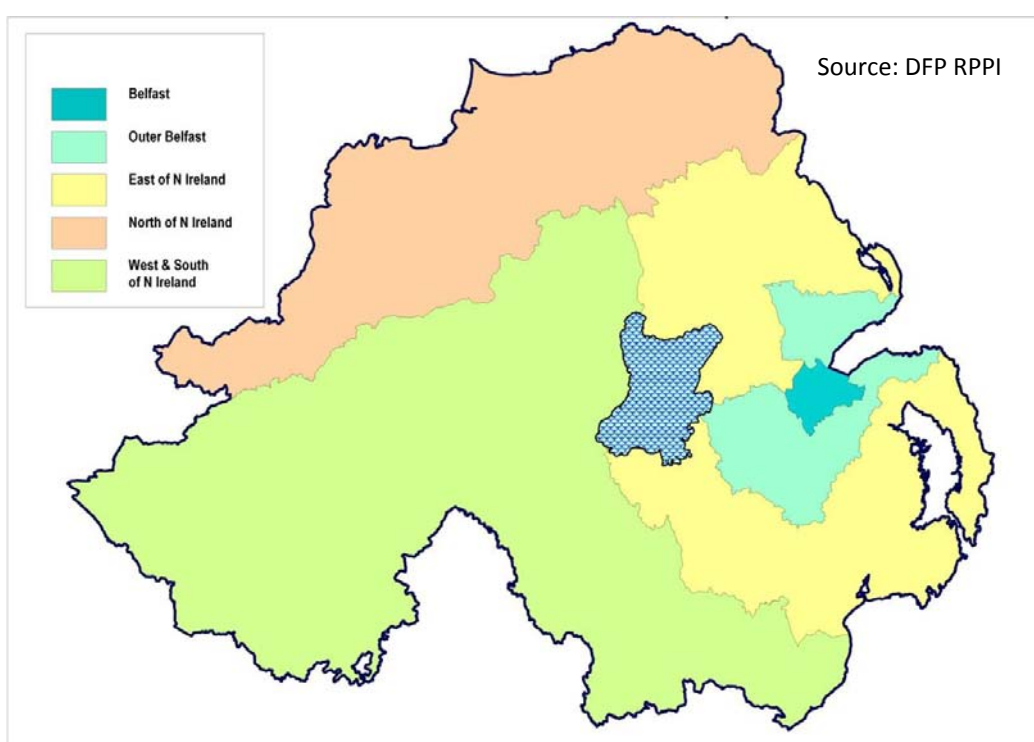 Source: DFP RPPI
Belfast
Outer Belfast
East of N Ireland
North of N Ireland
West & South
of N Ireland